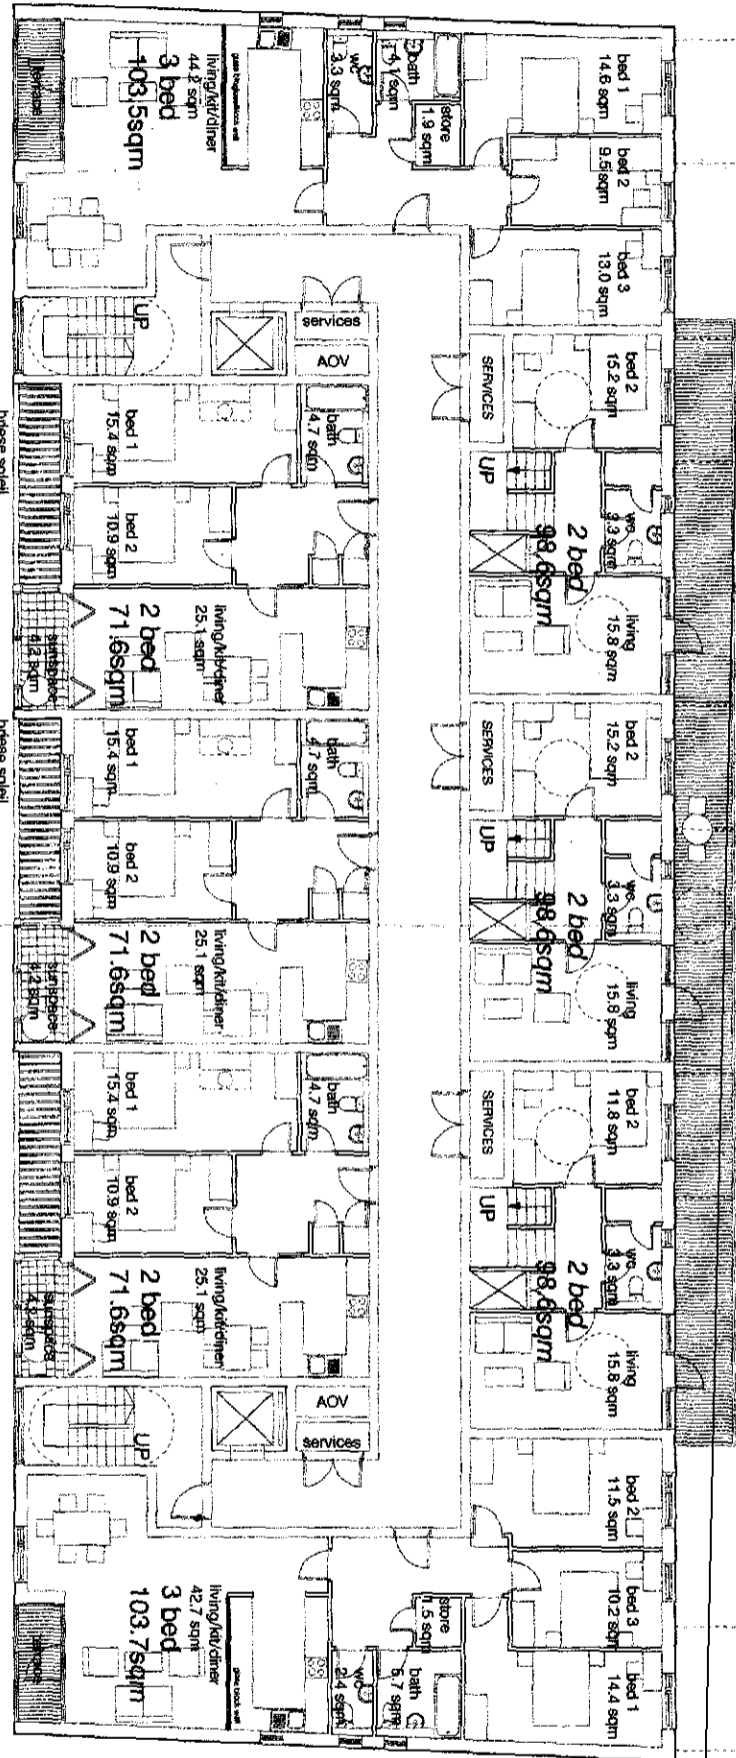 bed 1
14.6 sqm
bed 2
9.5 sqm
bed 3
13.0 sqm
bath
4.1 sqm
wc
3.3 sqm
store
1.9 sqm
living/kit/diner
44.2 sqm
3 bed
103.5sqm
terrace
UP
services
AOV
SERVICES
bed 2
15.2 sqm
UP
wc
3.3 sqm
2 bed
98.6sqm
living
15.8 sqm
bath
4.7 sqm
bed 1
15.4 sqm
bed 2
10.9 sqm
living/kit/diner
25.1 sqm
2 bed
71.6sqm
sunspace
4.2 sqm
SERVICES
bed 2
15.2 sqm
UP
wc
3.3 sqm
2 bed
98.6sqm
living
15.8 sqm
bath
4.7 sqm
bed 1
15.4 sqm
bed 2
10.9 sqm
living/kit/diner
25.1 sqm
2 bed
71.6sqm
sunspace
4.2 sqm
SERVICES
bed 2
11.8 sqm
UP
wc
3.3 sqm
2 bed
98.6sqm
living
15.8 sqm
bath
4.7 sqm
bed 1
15.4 sqm
bed 2
10.9 sqm
living/kit/diner
25.1 sqm
2 bed
71.6sqm
sunspace
4.2 sqm
AOV
services
UP
bed 2
11.5 sqm
bed 3
10.2 sqm
bed 1
14.4 sqm
store
1.5 sqm
bath
5.7 sqm
wc
2.4 sqm
living/kit/diner
42.7 sqm
3 bed
103.7sqm
glass block wall
terrace